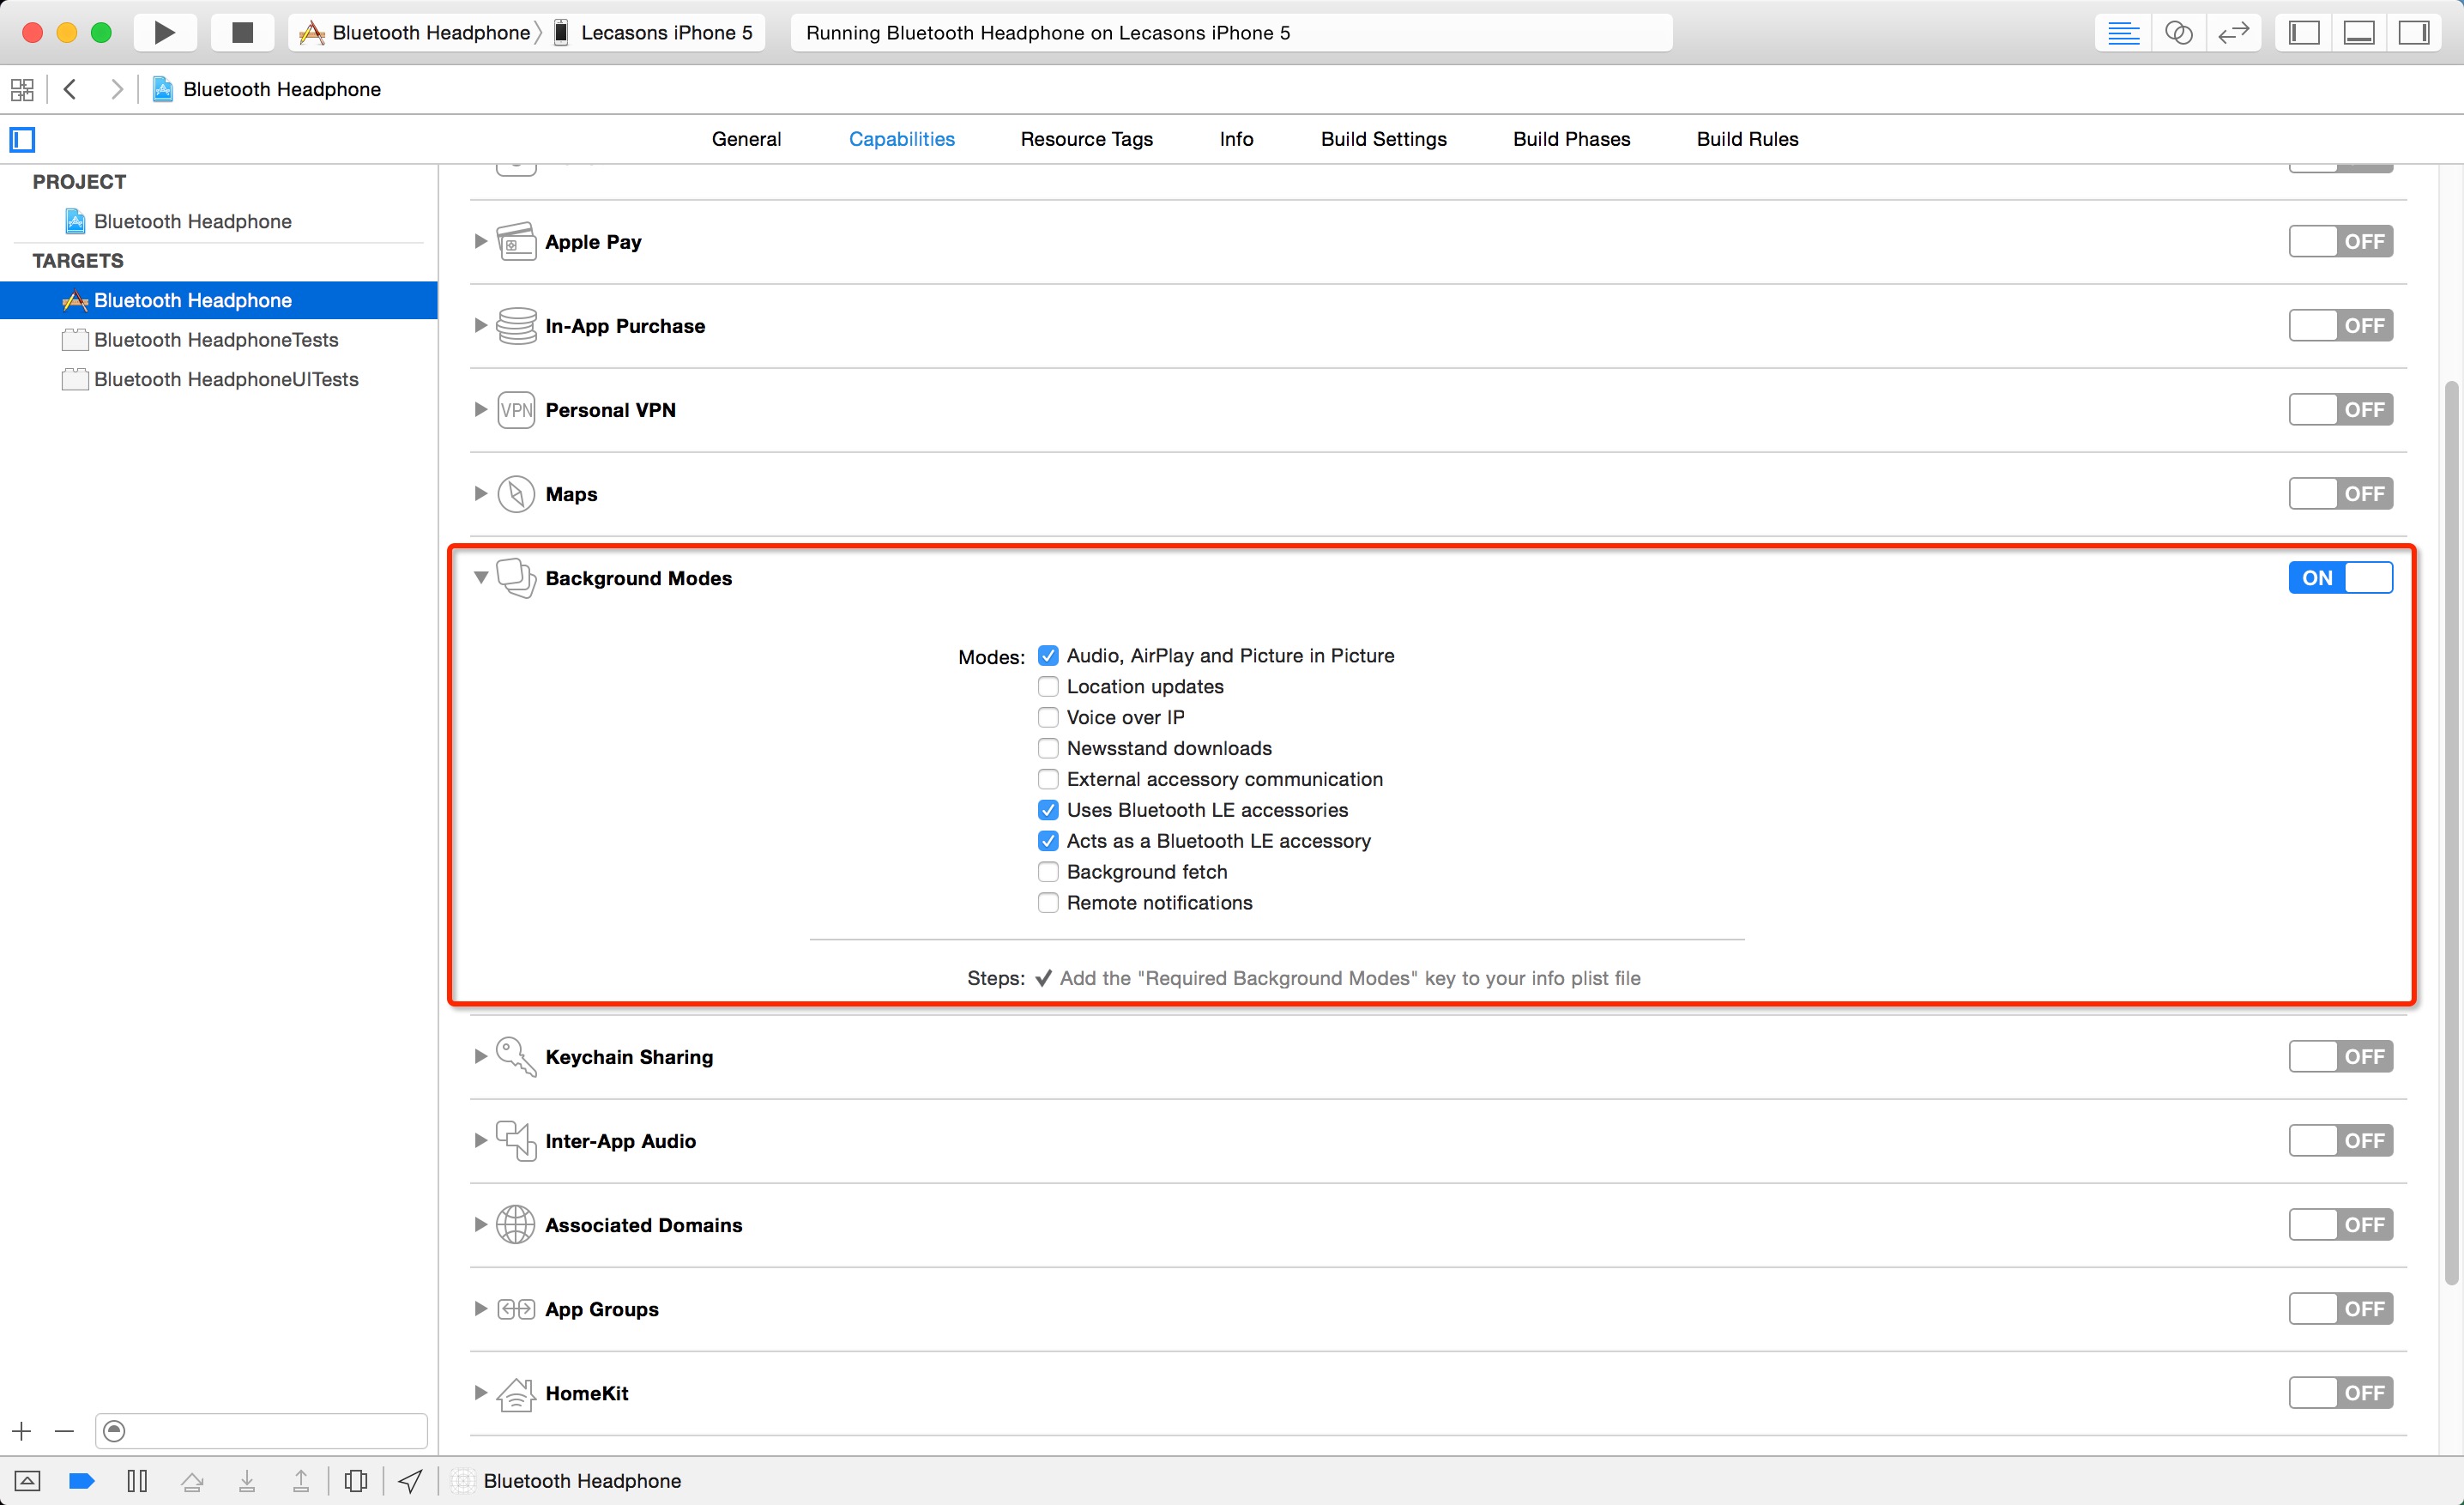 Bluetooth Headphone
Lecasons iPhone 5
Running Bluetooth Headphone on Lecasons iPhone 5
Bluetooth Headphone
General
Capabilities
Resource Tags
Info
Build Settings
Build Phases
Build Rules
PROJECT
Bluetooth Headphone
TARGETS
Bluetooth Headphone
Bluetooth HeadphoneTests
Bluetooth HeadphoneUITests
Apple Pay
OFF
In-App Purchase
OFF
VPN
Personal VPN
OFF
Maps
OFF
Background Modes
ON
Modes:
Audio, AirPlay and Picture in Picture
Location updates
Voice over IP
Newsstand downloads
External accessory communication
Uses Bluetooth LE accessories
Acts as a Bluetooth LE accessory
Background fetch
Remote notifications
Steps: Add the "Required Background Modes" key to your info plist file
Keychain Sharing
OFF
Inter-App Audio
OFF
Associated Domains
OFF
App Groups
OFF
HomeKit
OFF
Bluetooth Headphone